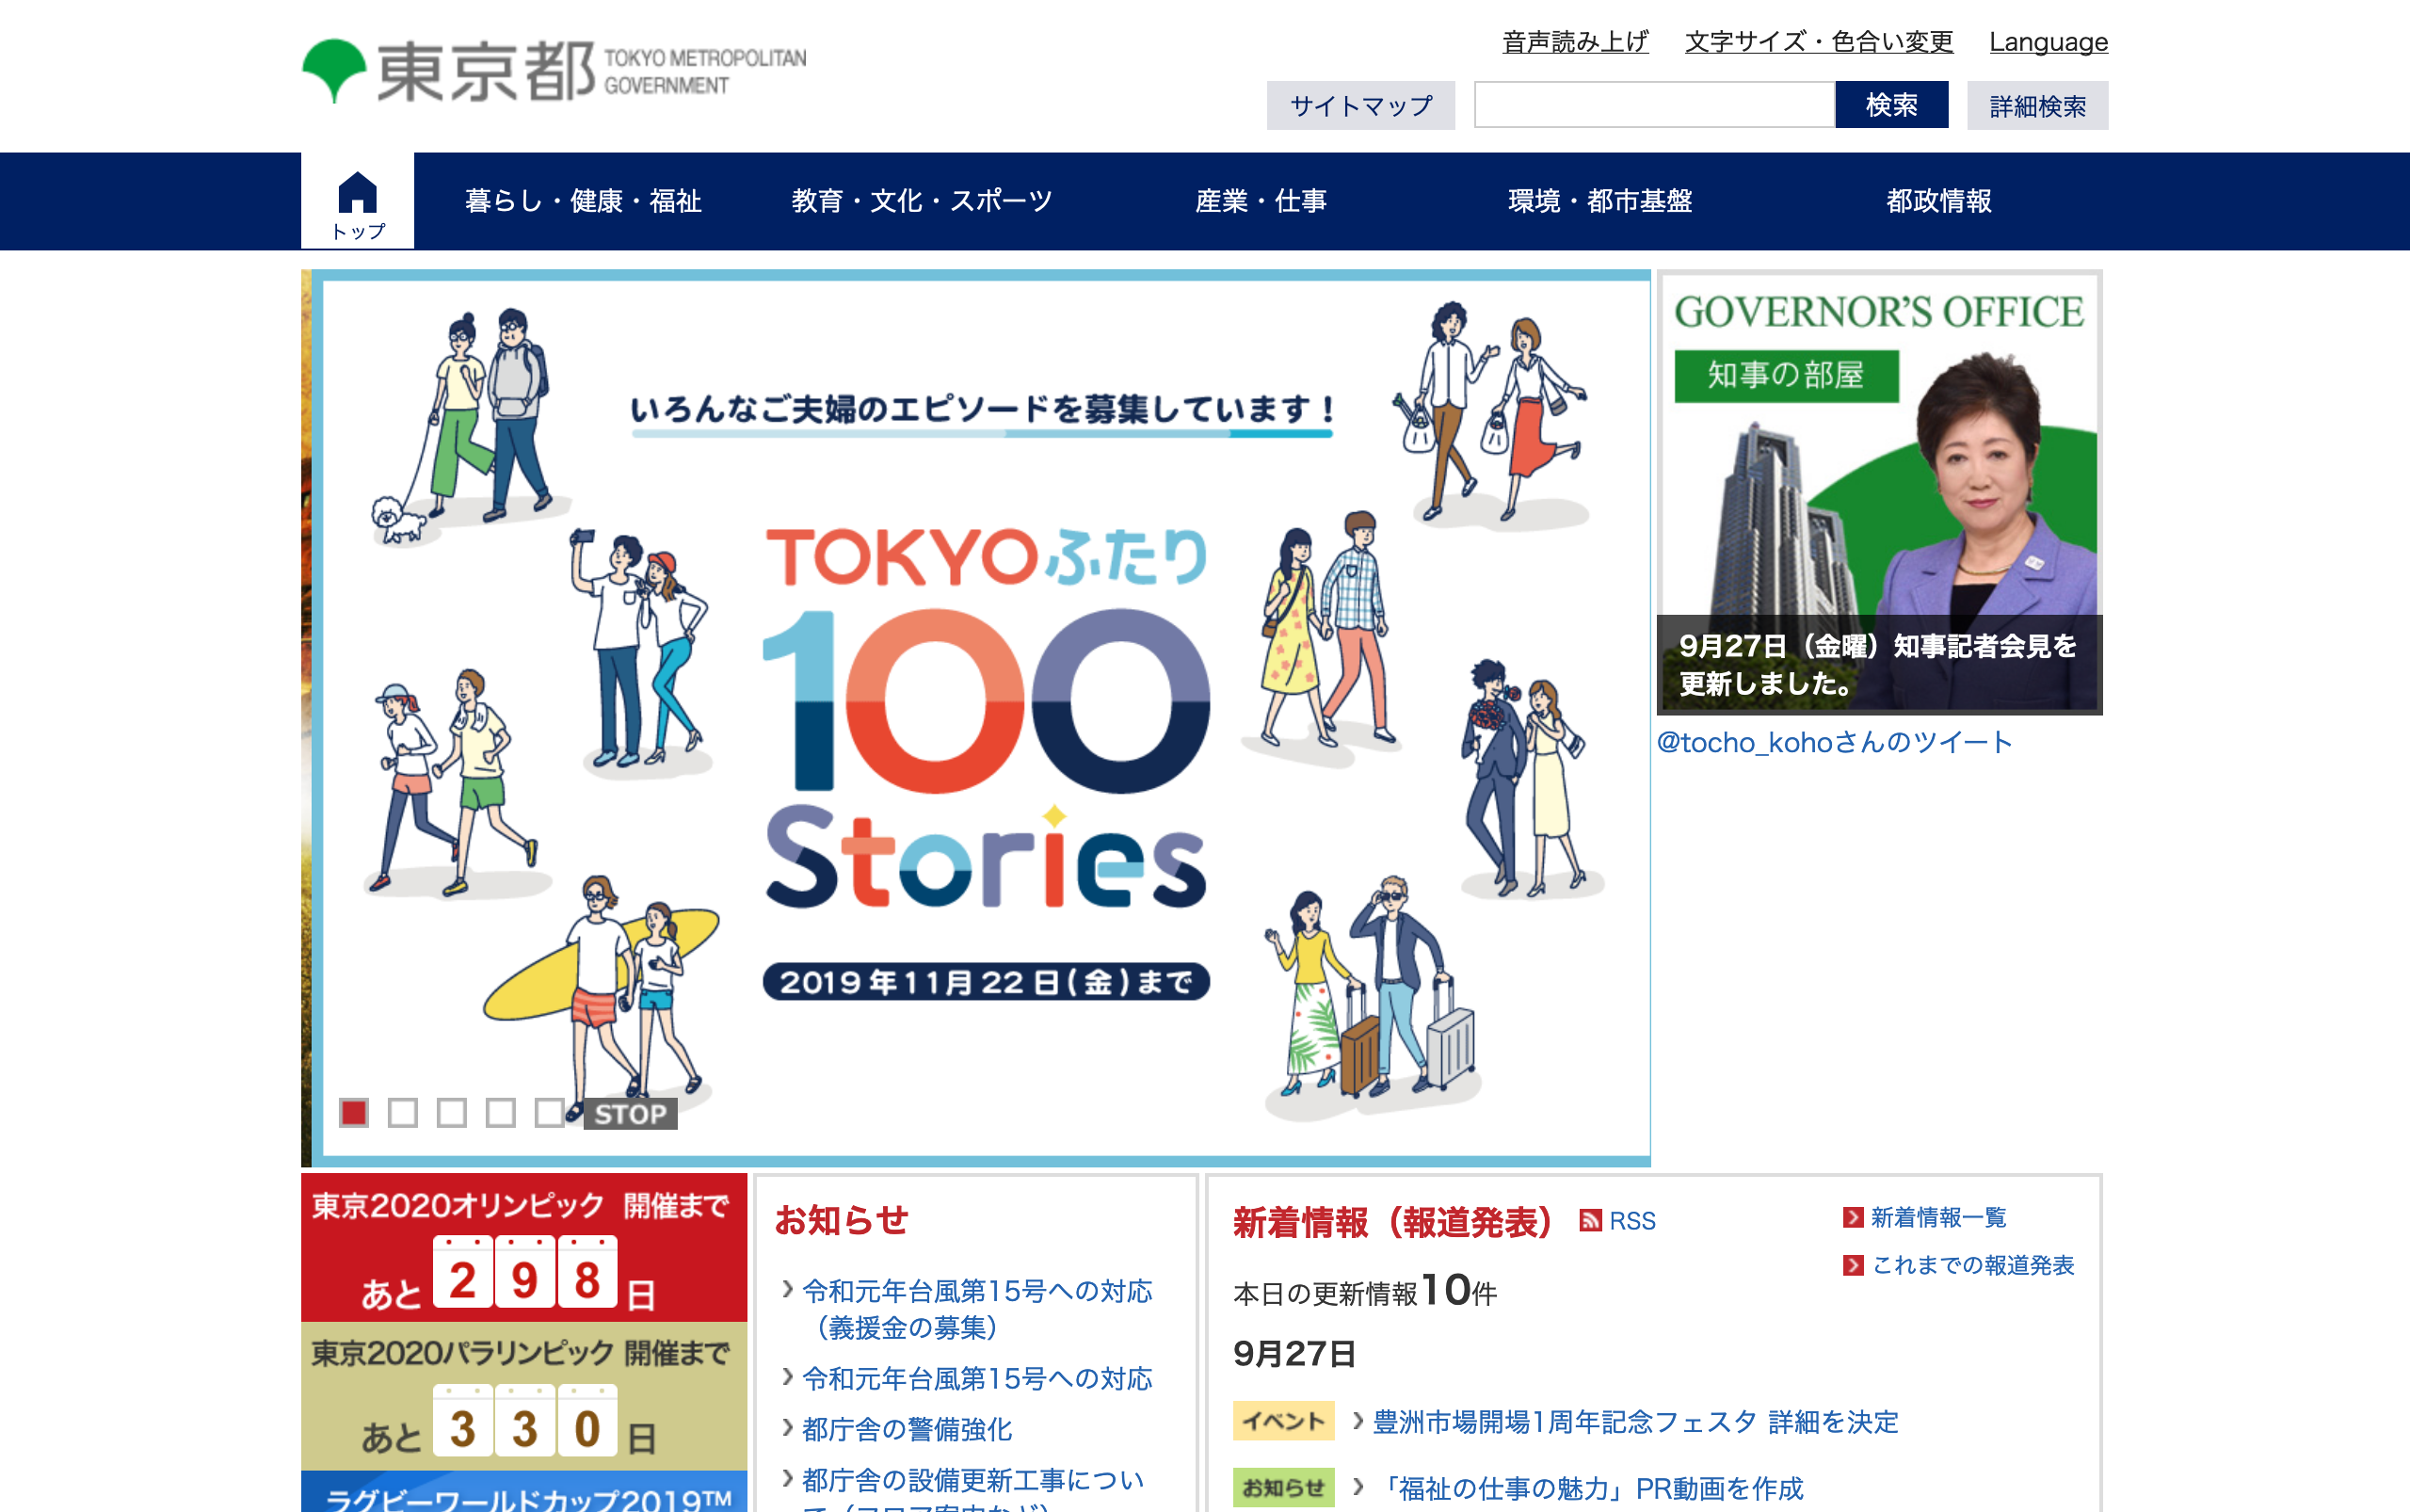 東京都 TOKYO METROPOLITAN
GOVERNMENT
音声読み上げ 文字サイズ・色合い変更 Language
サイトマップ 検索 詳細検索
トップ
暮らし・健康・福祉 教育・文化・スポーツ 産業・仕事 環境・都市基盤 都政情報
いろんなご夫婦のエピソードを募集しています!
TOKYOふたり
100
Stories
2019年11月22日(金)まで
STOP
GOVERNOR'S OFFICE
知事の部屋
9月27日(金曜)知事記者会見を
更新しました。
@tocho_kohoさんのツイート
東京2020オリンピック 開催まで
あと 298 日
東京2020パラリンピック 開催まで
あと 330 日
ラグビーワールドカップ2019™
お知らせ
令和元年台風第15号への対応
(義援金の募集)
令和元年台風第15号への対応
都庁舎の警備強化
都庁舎の設備更新工事につい
新着情報(報道発表) RSS
新着情報一覧
これまでの報道発表
本日の更新情報10件
9月27日
イベント 豊洲市場開場1周年記念フェスタ 詳細を決定
お知らせ 「福祉の仕事の魅力」PR動画を作成